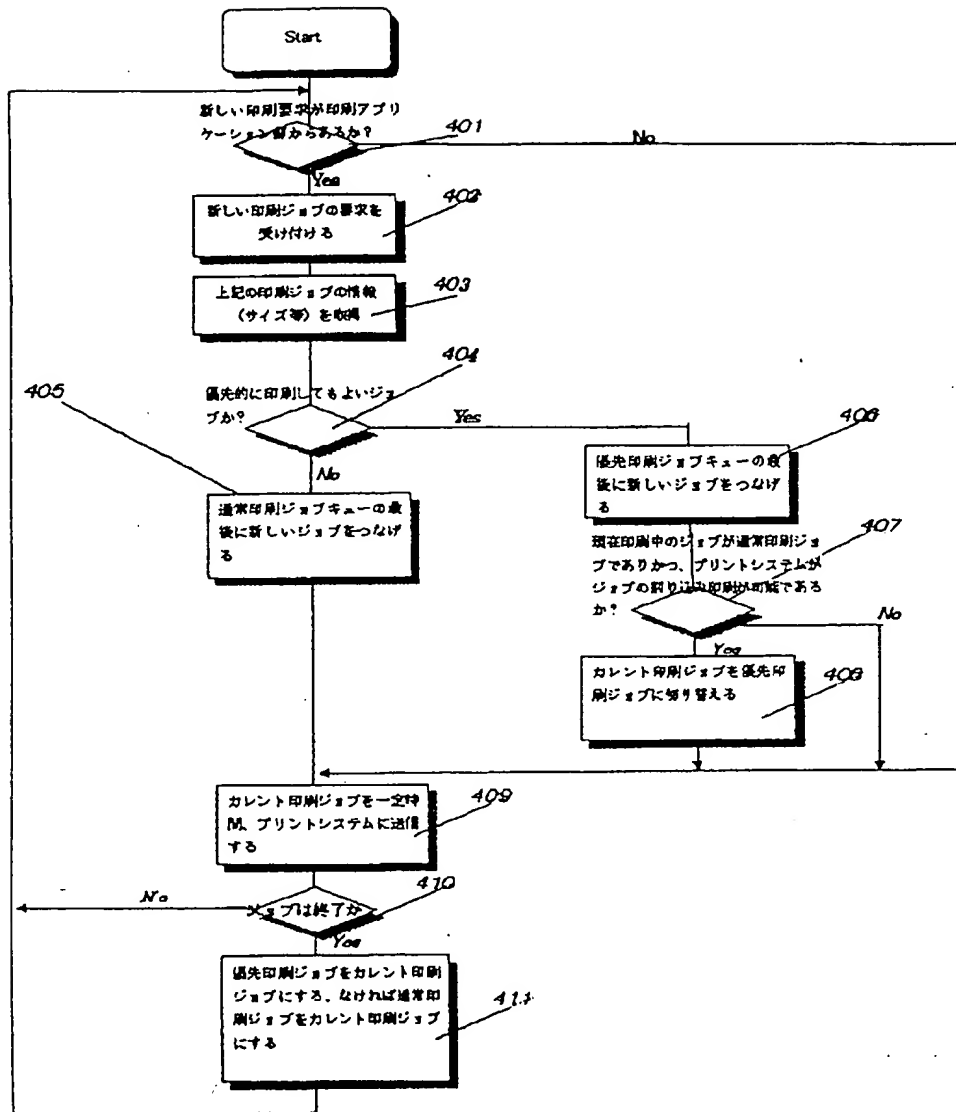 Start
新しい印刷要求が印刷アプリ
ケーション部からあるか?
401
No
Yes
新しい印刷ジョブの要求を
受け付ける
402
上記の印刷ジョブの情報
(サイズ等)を取得
403
優先的に印刷してもよいジョ
ブか?
404
Yes
No
405
通常印刷ジョブキューの最
後に新しいジョブをつなげ
る
優先印刷ジョブキューの最
後に新しいジョブをつなげ
る
406
現在印刷中のジョブが通常印刷ジョ
ブでありかつ、プリントシステムが
ジョブの割り込み印刷が可能である
か?
407
No
Yes
カレント印刷ジョブを優先印
刷ジョブに切り替える
408
カレント印刷ジョブを一定時
間、プリントシステムに送信
する
409
ジョブは終了か
410
No
Yes
優先印刷ジョブをカレント印刷
ジョブにする、なければ通常印
刷ジョブをカレント印刷ジョブ
にする
411